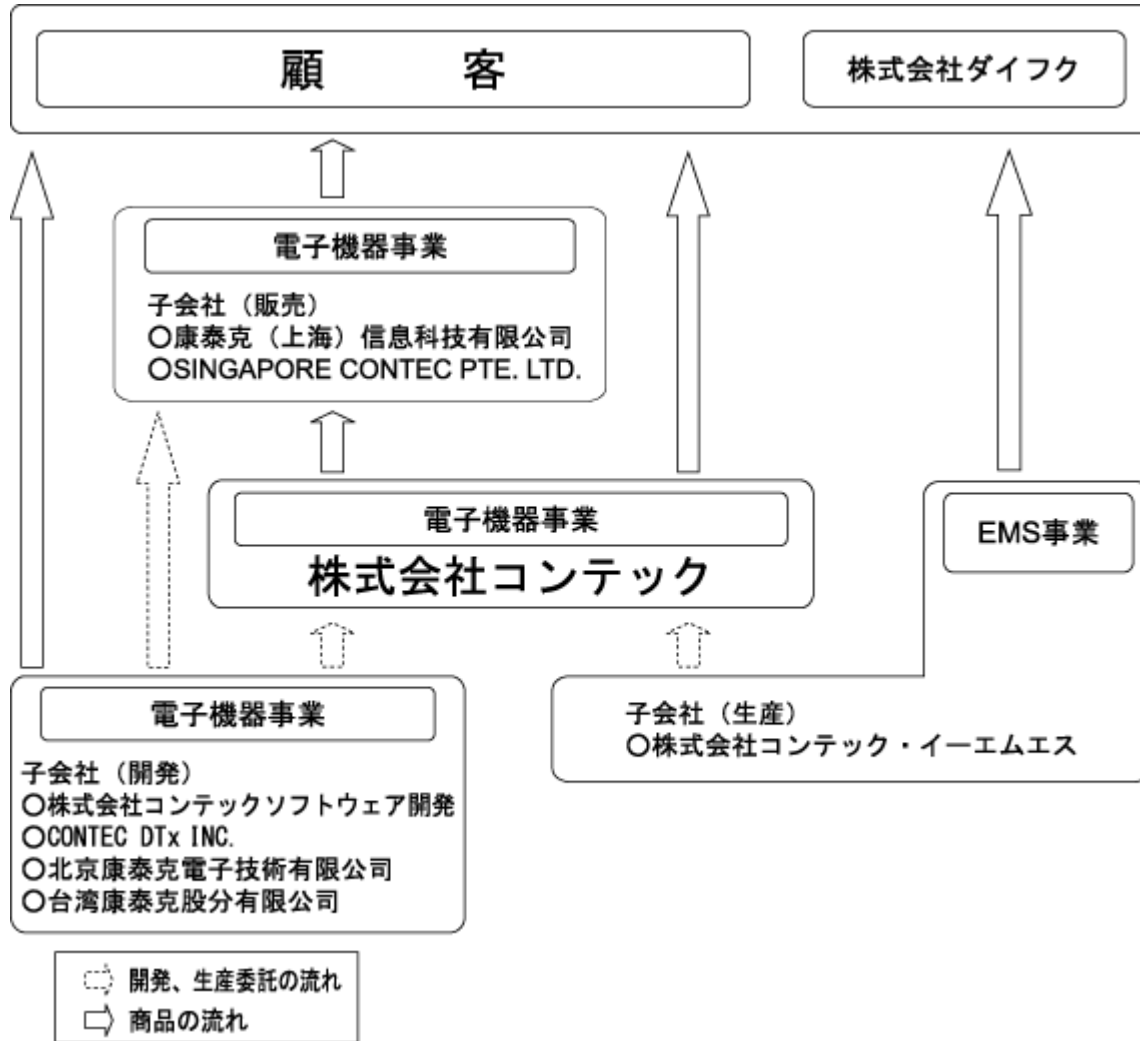 顧 客
株式会社ダイフク
電子機器事業
子会社（販売）
○康泰克（上海）信息科技有限公司
○SINGAPORE CONTEC PTE. LTD.
電子機器事業
株式会社コンテック
EMS事業
電子機器事業
子会社（開発）
○株式会社コンテックソフトウェア開発
○CONTEC DTx INC.
○北京康泰克電子技術有限公司
○台湾康泰克股分有限公司
子会社（生産）
○株式会社コンテック・イーエムエス
開発、生産委託の流れ
商品の流れ